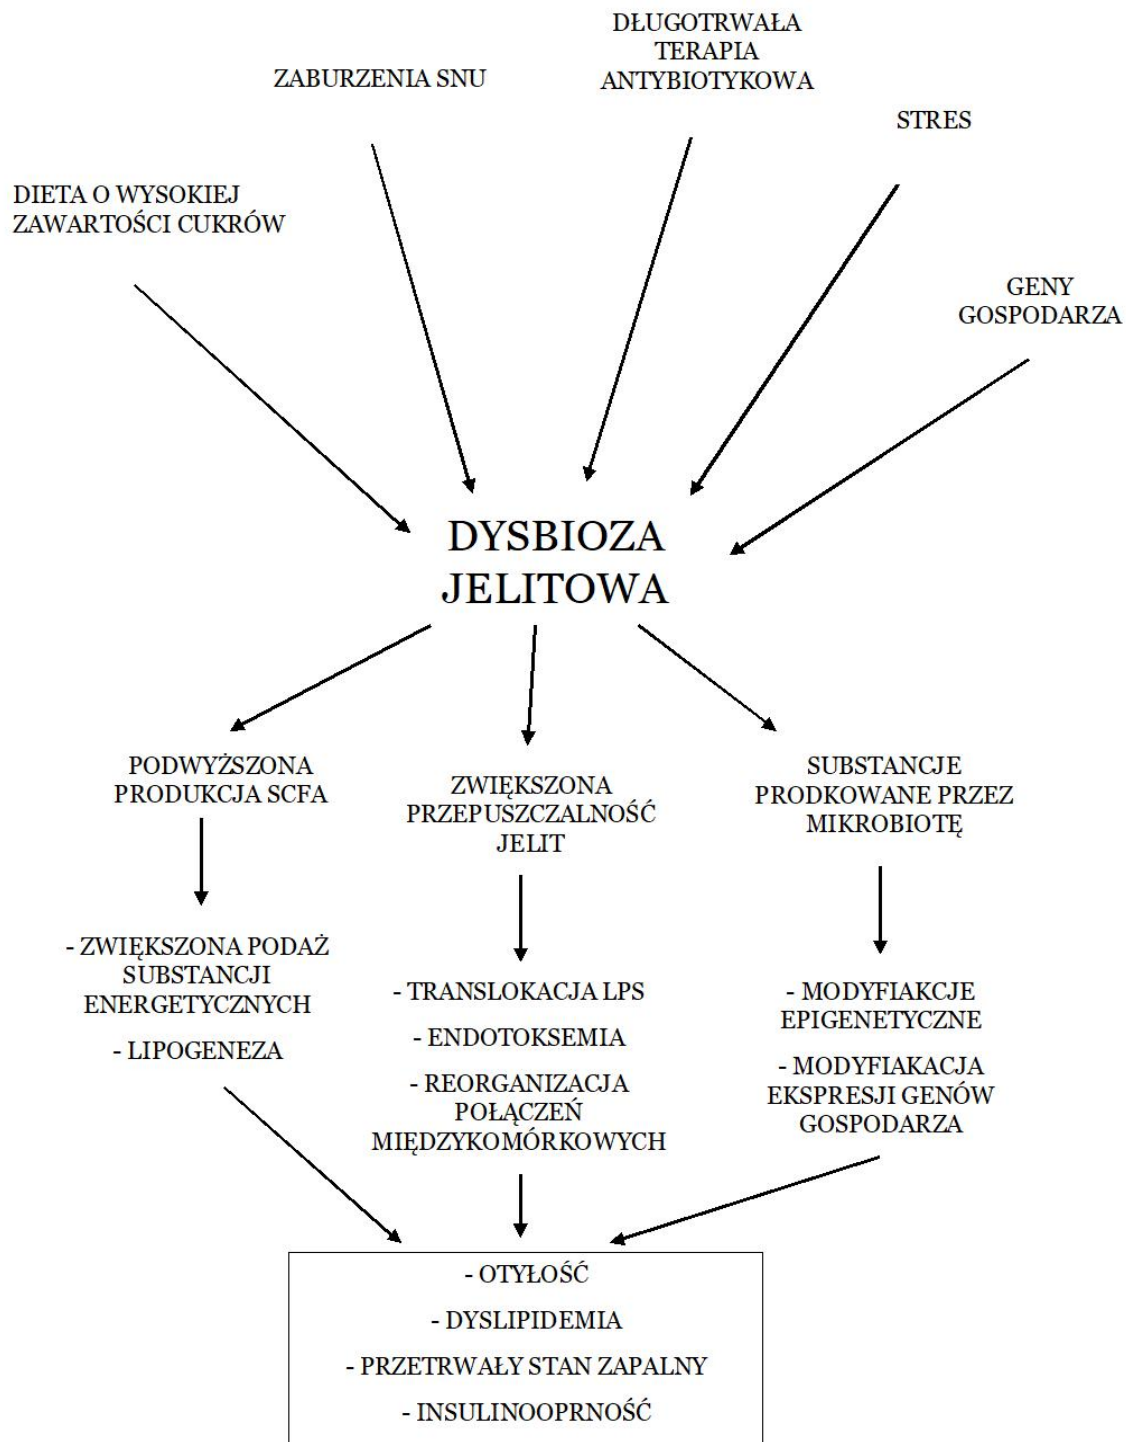 DŁUGOTRWAŁA
TERAPIA
ANTYBIOTYKOWA
ZABURZENIA SNU
STRES
DIETA O WYSOKIEJ
ZAWARTOŚCI CUKRÓW
GENY
GOSPODARZA
DYSBIOZA
JELITOWA
PODWYŻSZONA
PRODUKCJA SCFA
ZWIĘKSZONA
PRZEPUSZCZALNOŚĆ
JELIT
SUBSTANCJE
PRODKOWANE PRZEZ
MIKROBIOTĘ
- ZWIĘKSZONA PODAŻ
SUBSTANCJI
ENERGETYCZNYCH
- LIPOGENEZA
- TRANSLOKACJA LPS
- ENDOTOKSEMIA
- REORGANIZACJA
POŁĄCZEŃ
MIĘDZYKOMÓRKOWYCH
- MODYFIAKCJE
EPIGENETYCZNE
- MODYFIAKACJA
EKSPRESJI GENÓW
GOSPODARZA
- OTYŁOŚĆ
- DYSLIPIDEMIA
- PRZETRWAŁY STAN ZAPALNY
- INSULINOOPRNOŚĆ